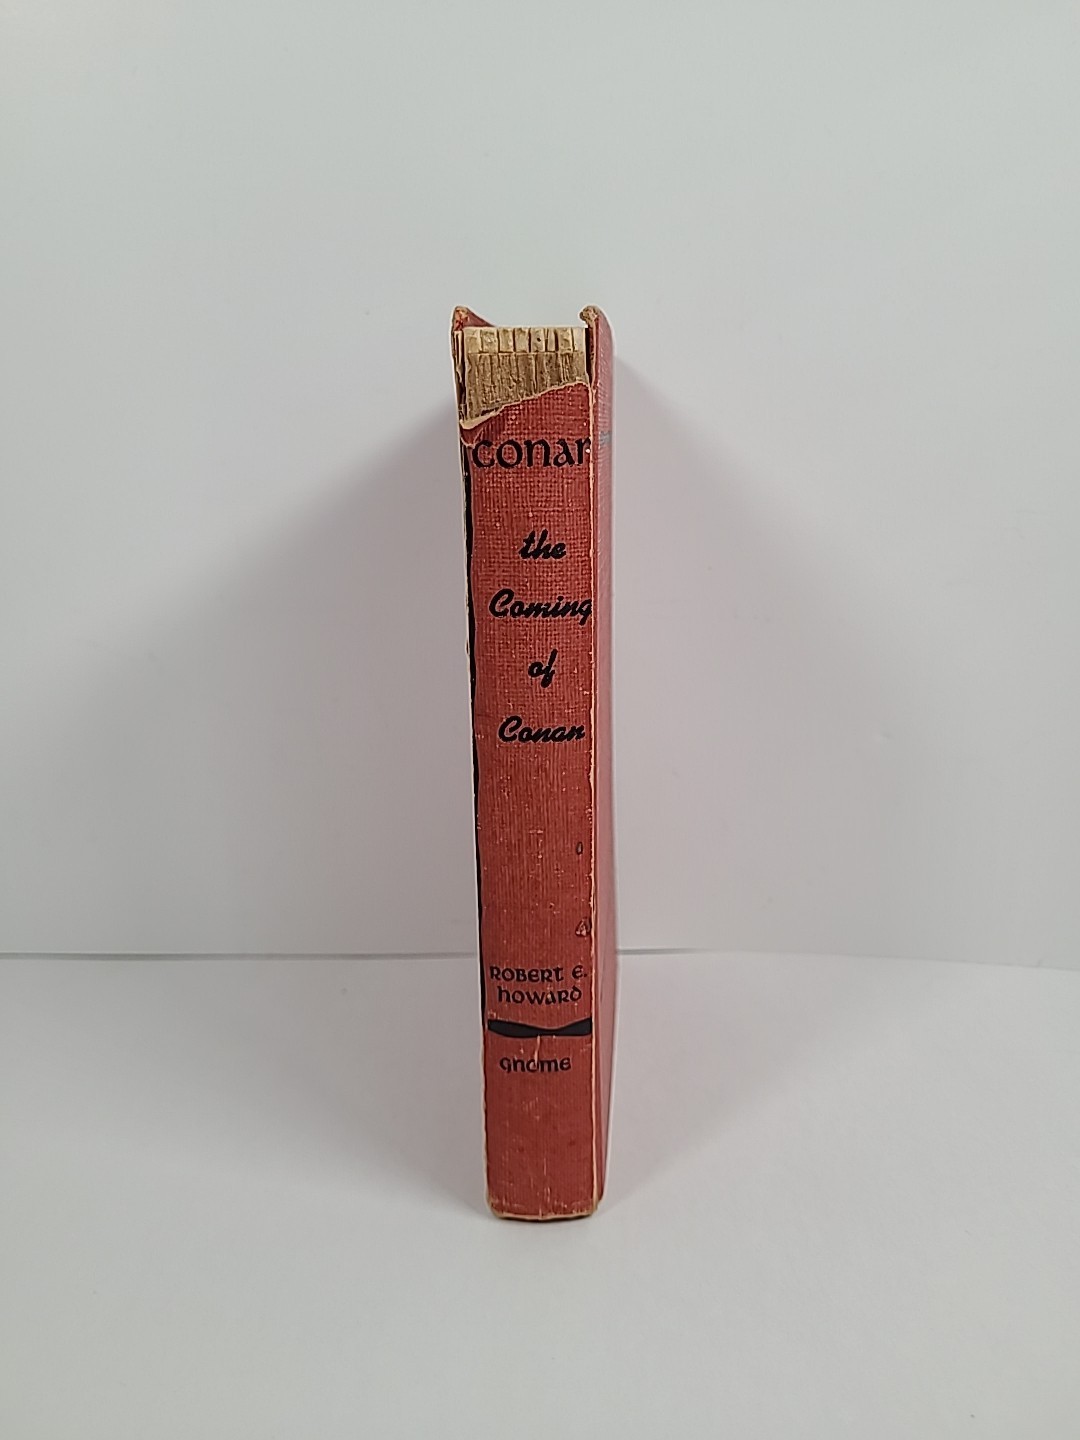 Conan
the
Coming
of
Conan
ROBERT E.
HOWARD
GNOME